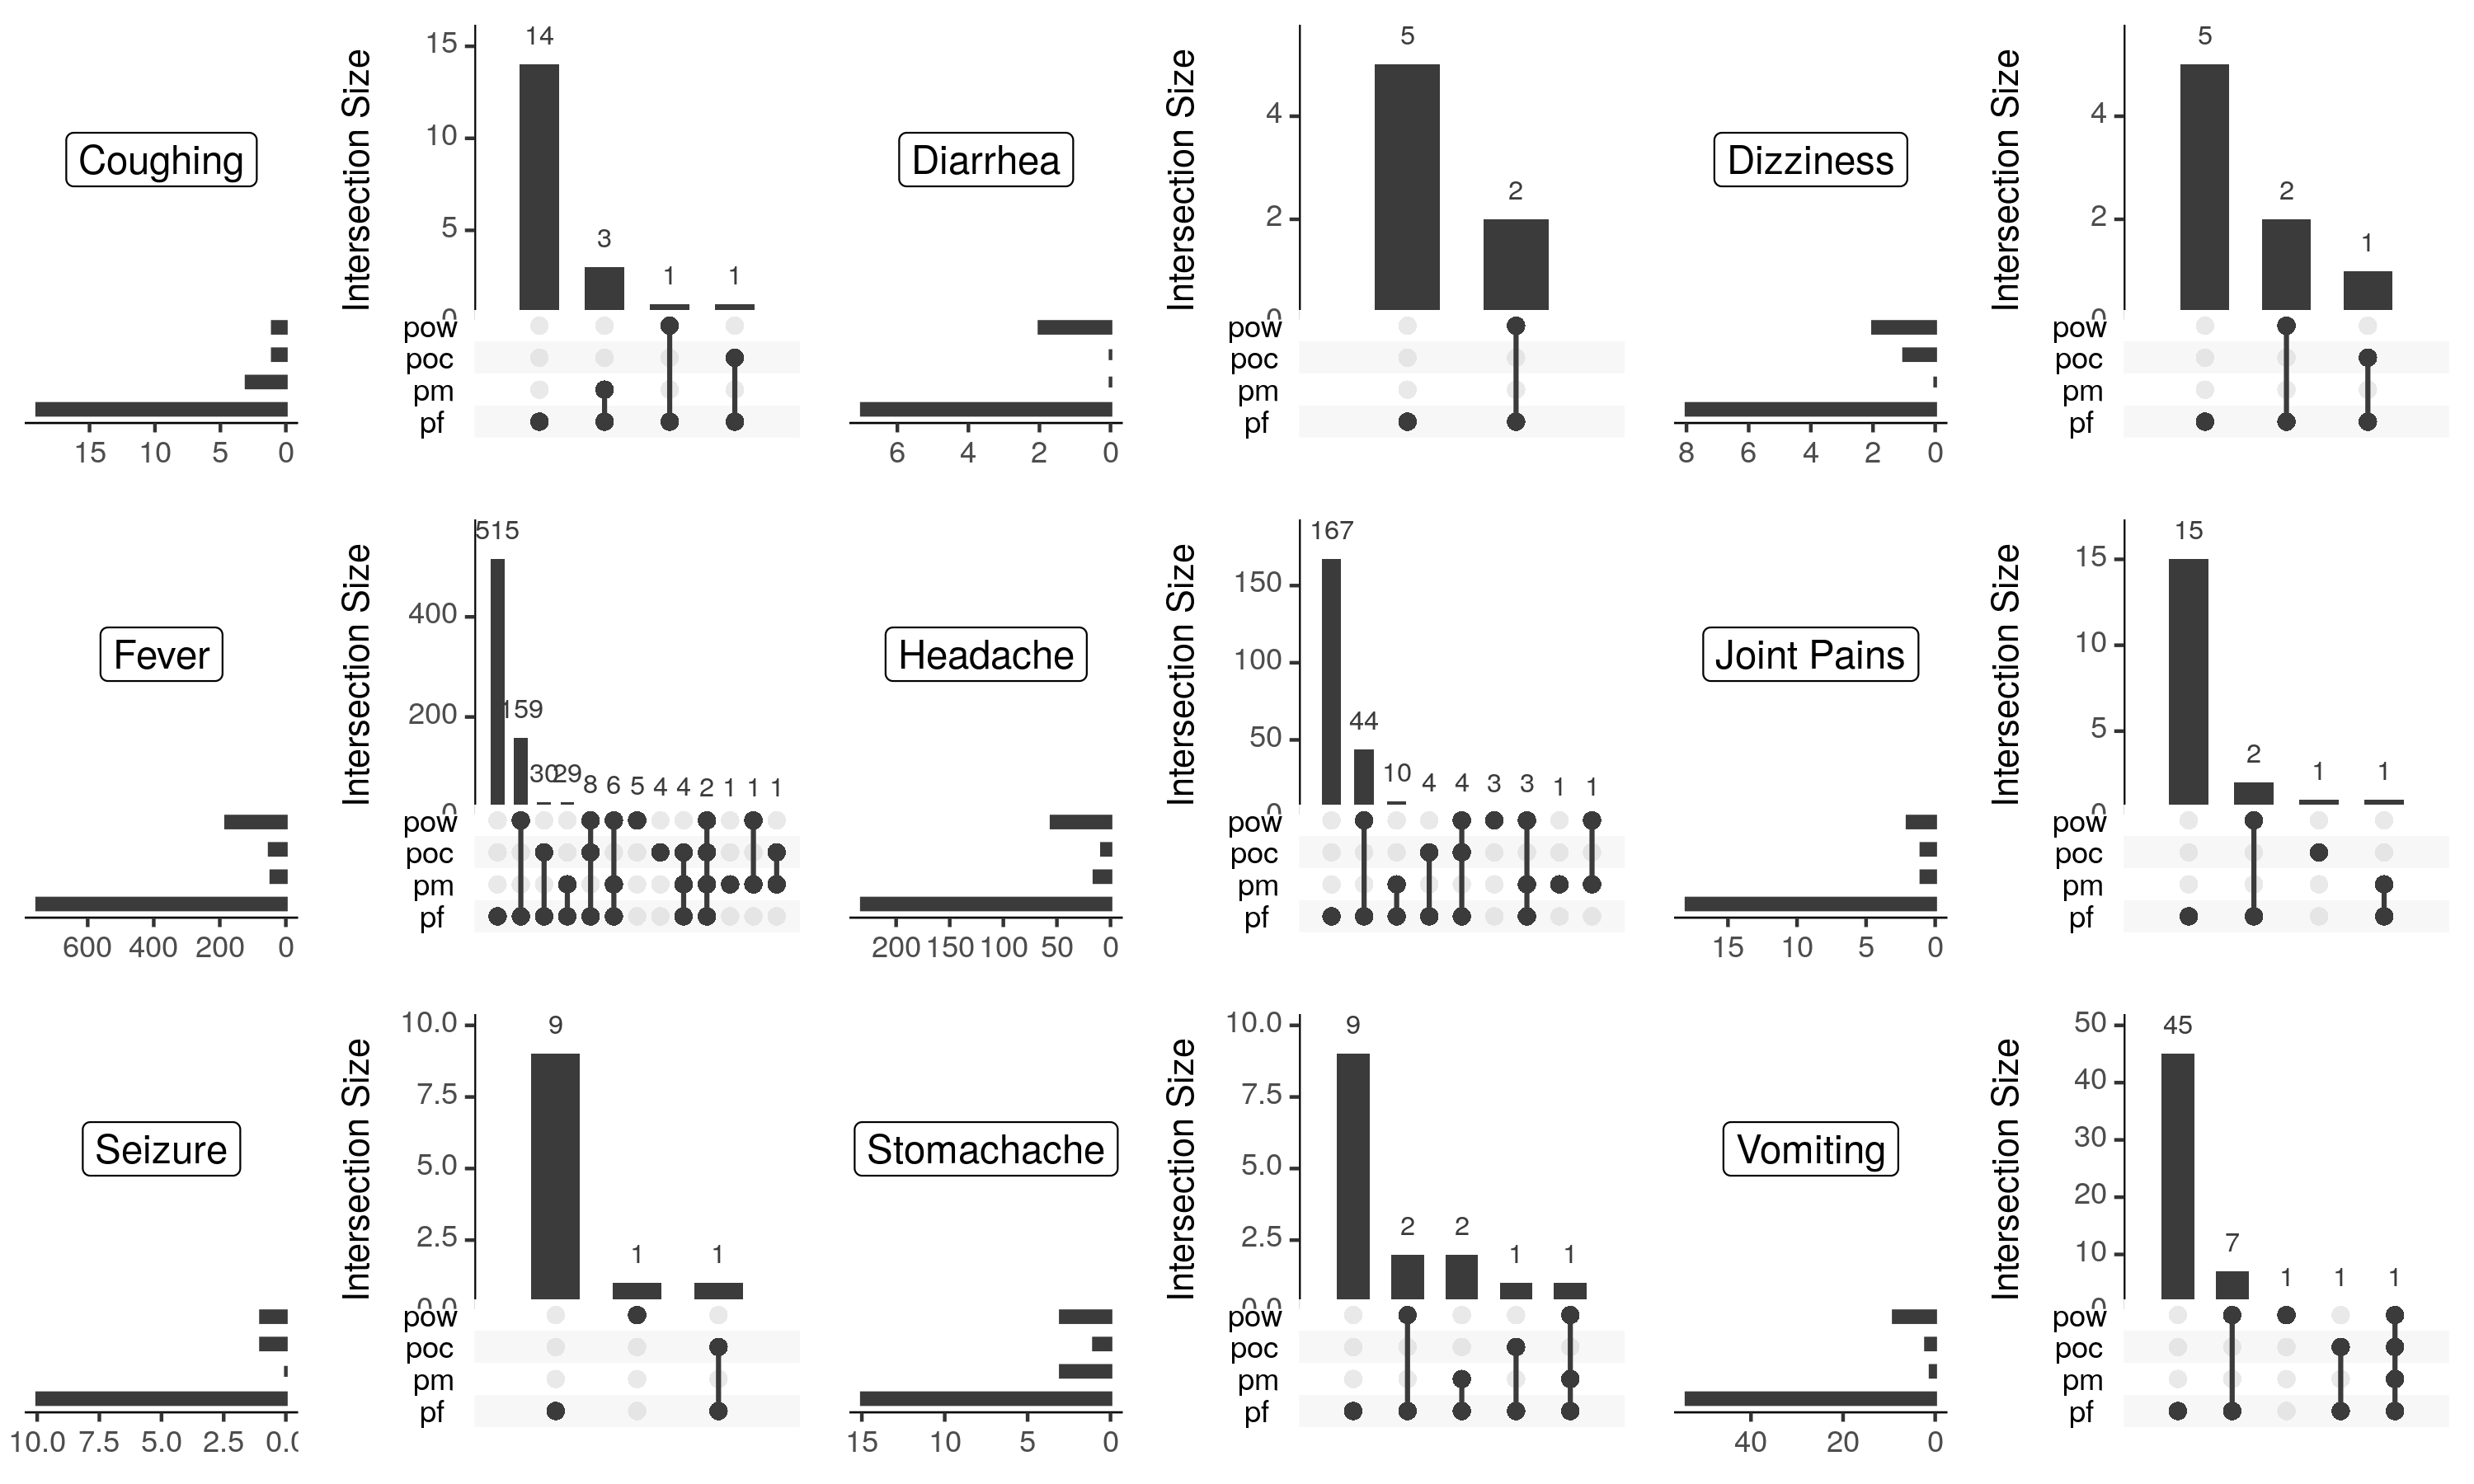 Coughing
Intersection Size
15
10
5
0
14
3
1
1
pow
poc
pm
pf
15 10 5 0
Diarrhea
Intersection Size
4
2
0
5
2
pow
poc
pm
pf
6 4 2 0
Dizziness
Intersection Size
4
2
0
5
2
1
pow
poc
pm
pf
8 6 4 2 0
Fever
Intersection Size
400
200
0
515
159
30 29 8 6 5 4 4 2 1 1 1
pow
poc
pm
pf
600 400 200 0
Headache
Intersection Size
150
100
50
0
167
44
10 4 4 3 3 1 1
pow
poc
pm
pf
200 150 100 50 0
Joint Pains
Intersection Size
15
10
5
0
15
2
1
1
pow
poc
pm
pf
15 10 5 0
Seizure
Intersection Size
10.0
7.5
5.0
2.5
0.0
9
1
1
pow
poc
pm
pf
10.0 7.5 5.0 2.5 0.0
Stomachache
Intersection Size
10.0
7.5
5.0
2.5
0.0
9
2
2
1
1
pow
poc
pm
pf
15 10 5 0
Vomiting
Intersection Size
50
40
30
20
10
0
45
7
1
1
1
pow
poc
pm
pf
40 20 0